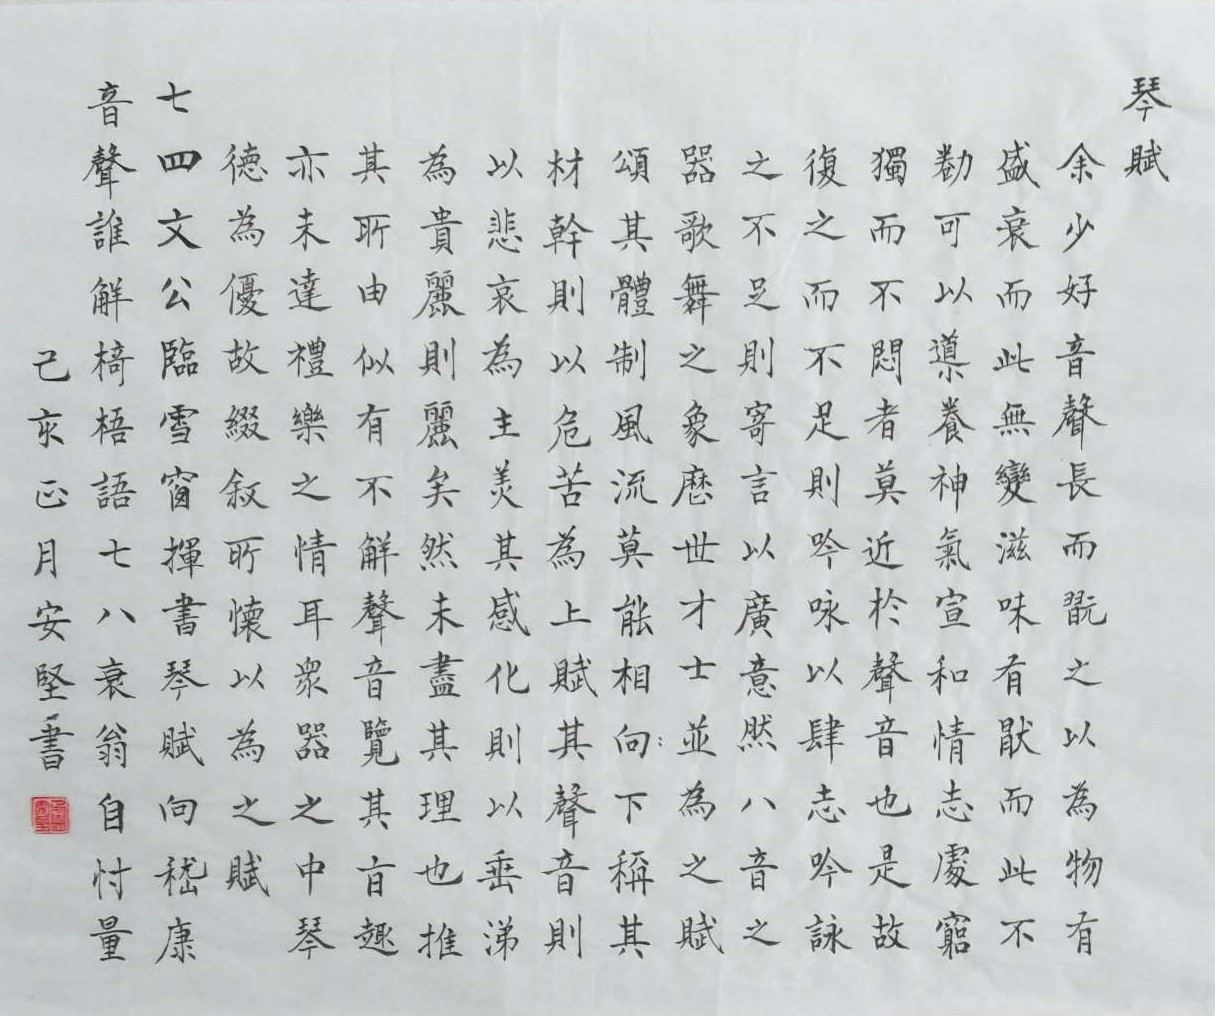 琴賦
余少好音聲長而翫之以為物有
盛衰而此無變滋味有猒而此不
勌可以導養神氣宣和情志處窮
獨而不悶者莫近於聲音也是故
復之而不足則吟咏以肆志吟詠
之不足則寄言以廣意然八音之
器歌舞之象歷世才士並為之賦
頌其體制風流莫能相向:下稱其
材幹則以危苦為上賦其聲音則
以悲哀為主美其感化則以垂涕
為貴麗則麗矣然未盡其理也推
其所由似有不解聲音覽其旨趣
亦未達禮樂之情耳衆器之中琴
德為優故綴叙所懷以為之賦
七四文公臨雪窗揮書琴賦向嵇康
音聲誰解椅梧語七八衰翁自忖量
己亥正月安堅書